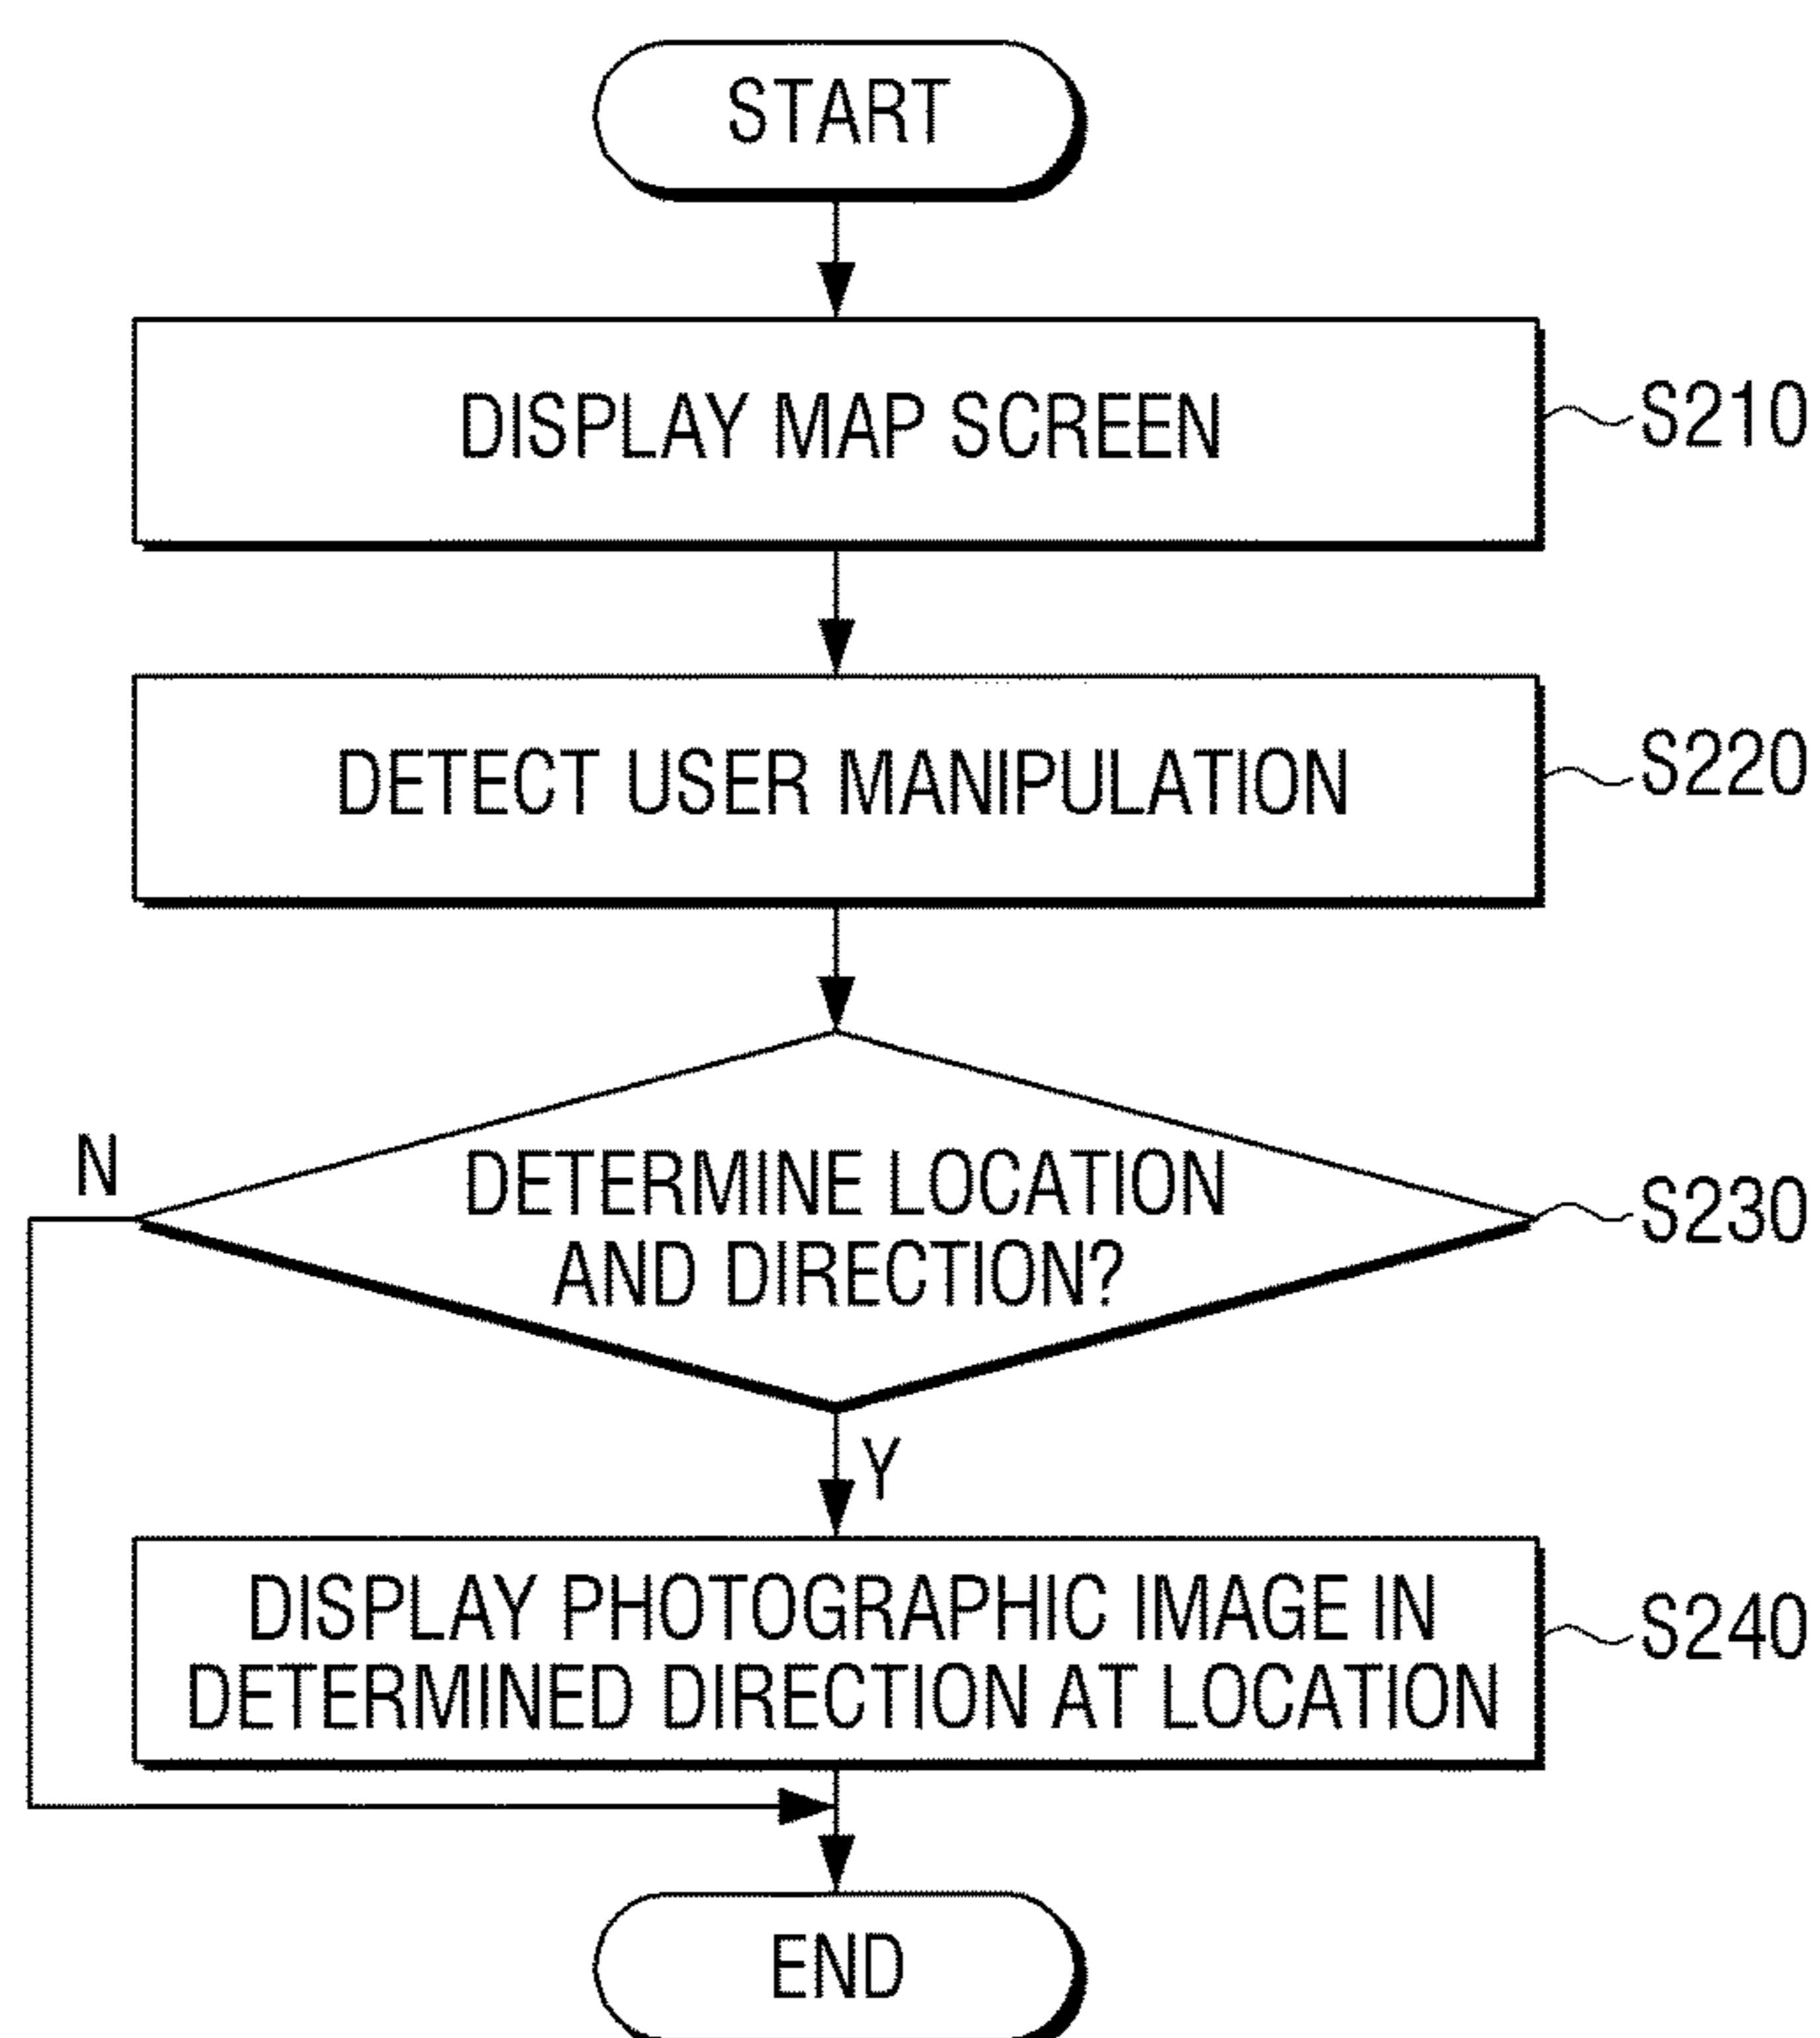 START
DISPLAY MAP SCREEN
S210
DETECT USER MANIPULATION
S220
N
DETERMINE LOCATION
AND DIRECTION?
S230
Y
DISPLAY PHOTOGRAPHIC IMAGE IN
DETERMINED DIRECTION AT LOCATION
S240
END